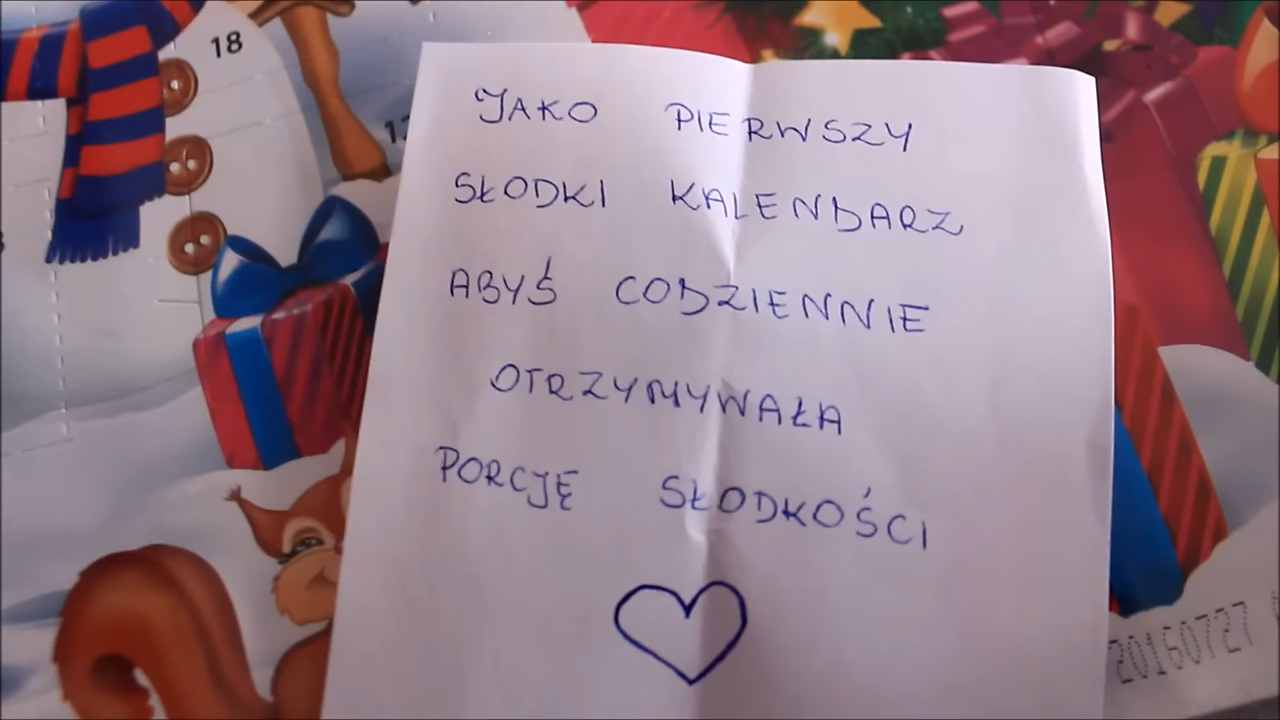 18
JAKO PIERWSZY
SŁODKI KALENDARZ
ABYŚ CODZIENNIE
OTRZYMYWAŁA
PORCJĘ SŁODKOŚCI
20160727